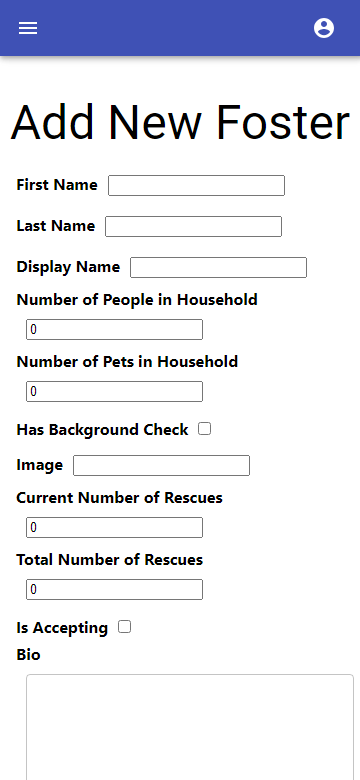 Add New Foster
First Name
Last Name
Display Name
Number of People in Household
0
Number of Pets in Household
0
Has Background Check
Image
Current Number of Rescues
0
Total Number of Rescues
0
Is Accepting
Bio